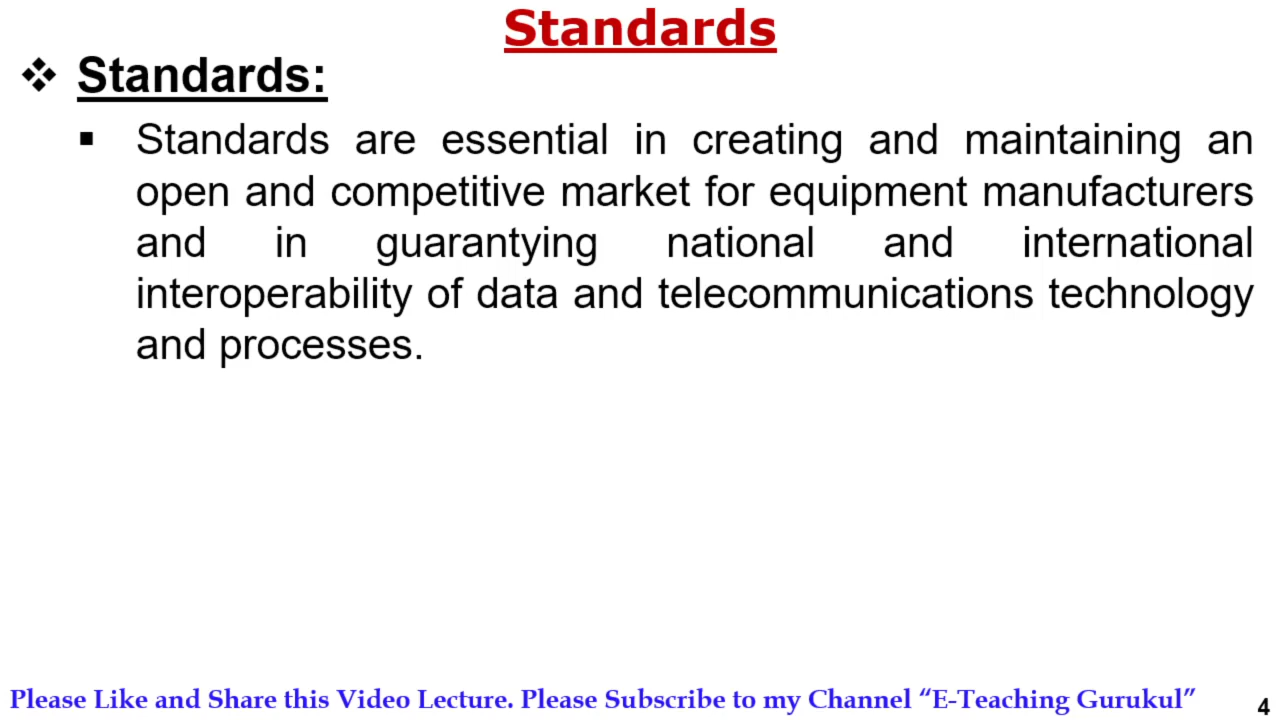 Standards
❖ Standards:
▪ Standards are essential in creating and maintaining an
open and competitive market for equipment manufacturers
and in guarantying national and international
interoperability of data and telecommunications technology
and processes.
Please Like and Share this Video Lecture. Please Subscribe to my Channel “E-Teaching Gurukul”
4